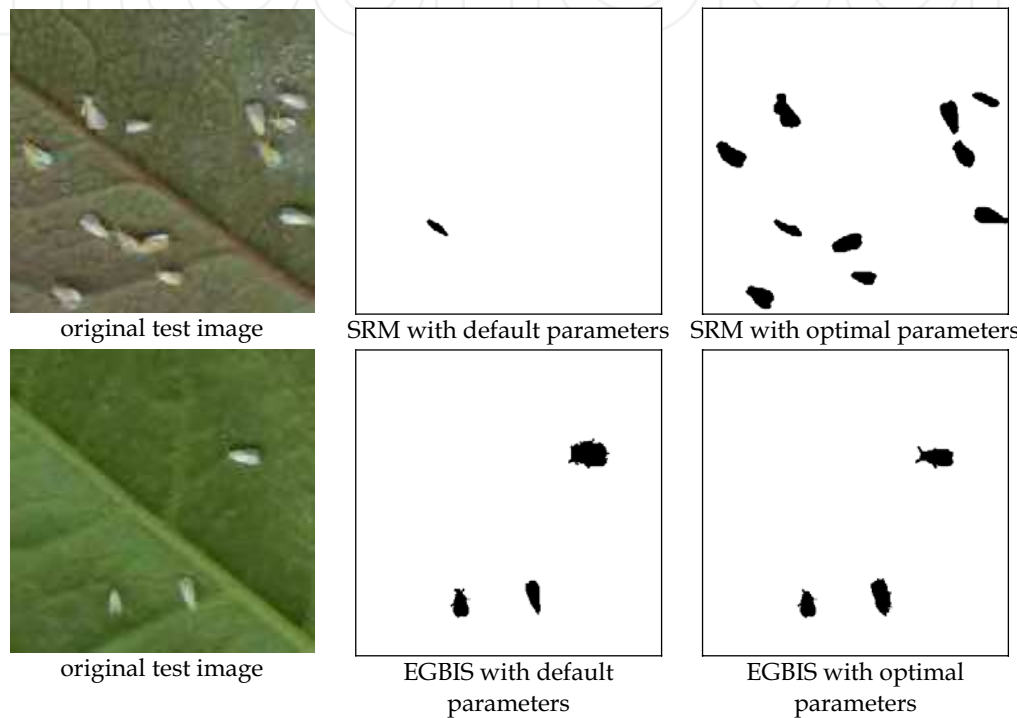 original test image
SRM with default parameters
SRM with optimal parameters
original test image
EGBIS with default
parameters
EGBIS with optimal
parameters